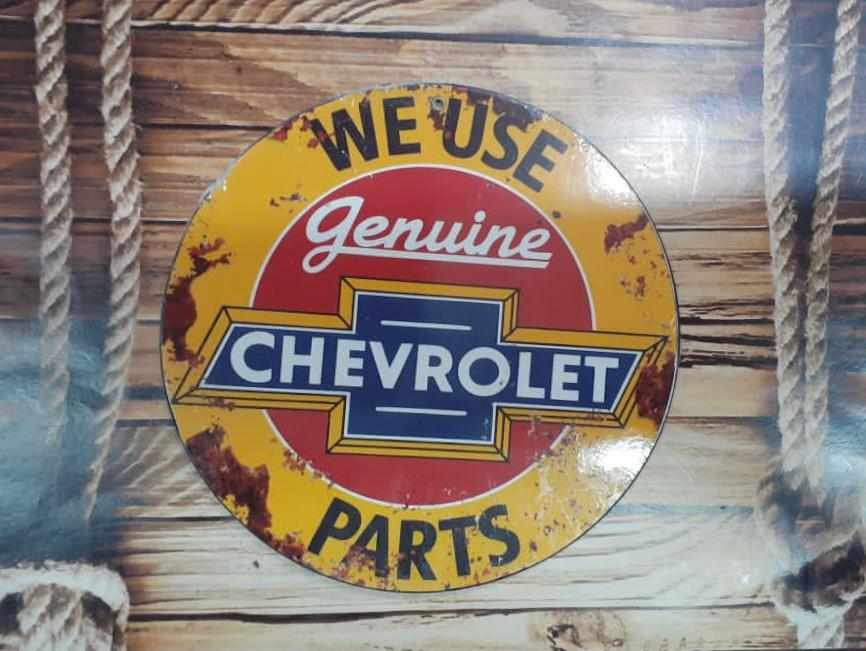 WE USE
Genuine
CHEVROLET
PARTS